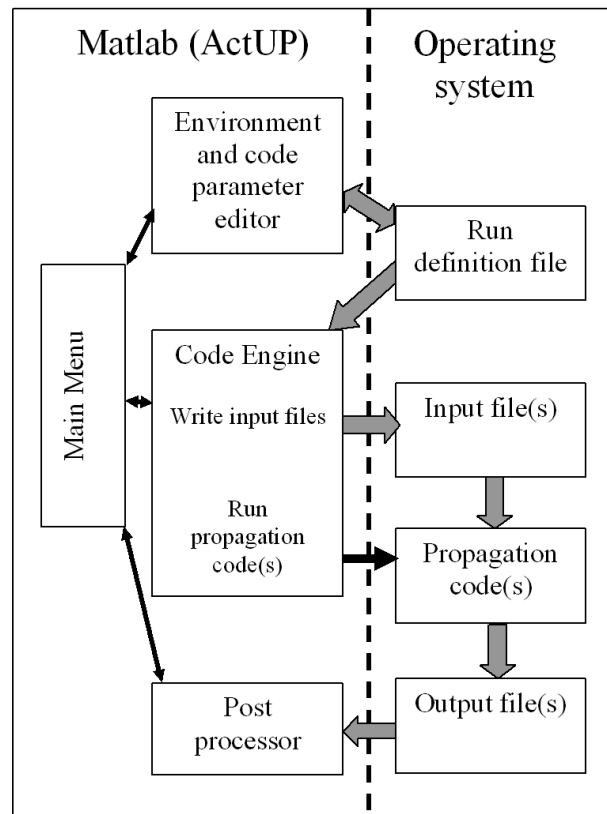 Matlab (ActUP)
Operating
system
Environment
and code
parameter
editor
Run
definition file
Main Menu
Code Engine
Write input files
Run
propagation
code(s)
Input file(s)
Propagation
code(s)
Post
processor
Output file(s)